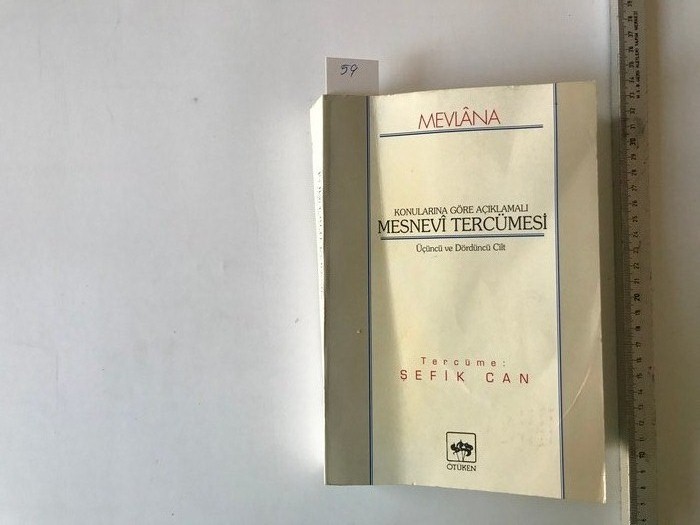 59
MEVLÂNA
KONULARINA GÖRE AÇIKLAMALI
MESNEVÎ TERCÜMESİ
Üçüncü ve Dördüncü Cilt
Tercüme:
ŞEFİK CAN
ÖTÜKEN